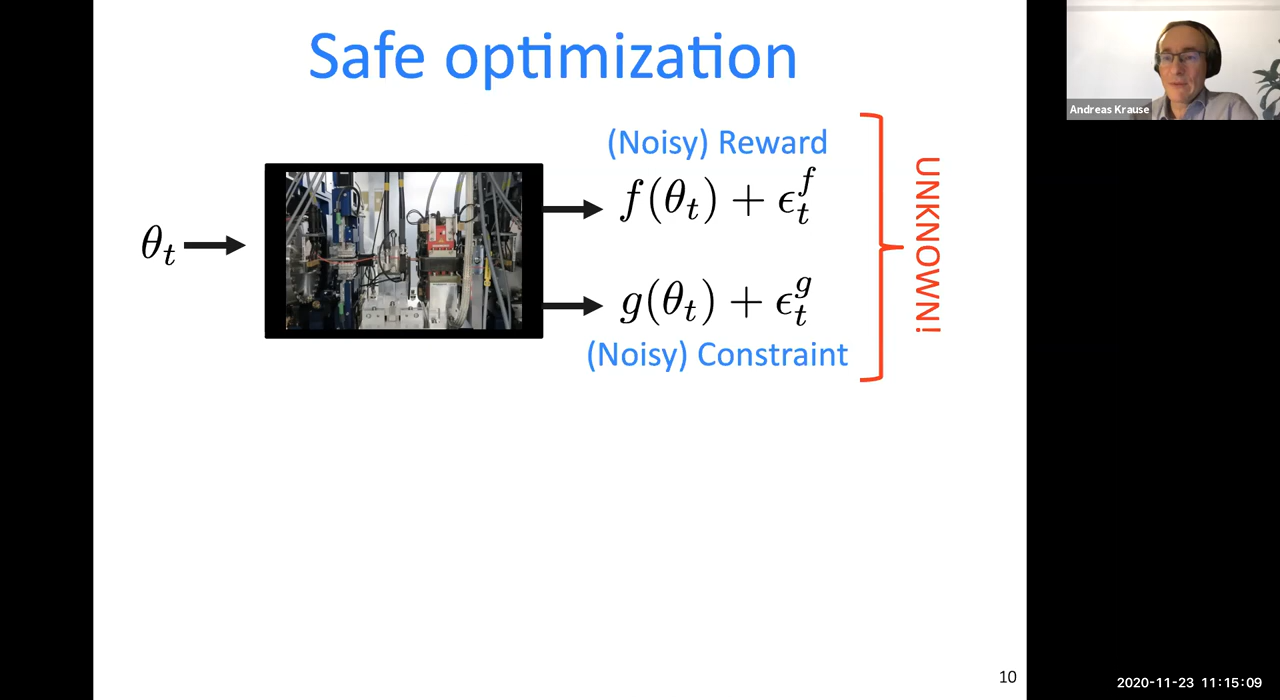 Safe optimization
Andreas Krause
(Noisy) Reward
f(θ_t) + ϵ_t^f
θ_t
g(θ_t) + ϵ_t^g
(Noisy) Constraint
UNKNOWN!
10
2020-11-23 11:15:09